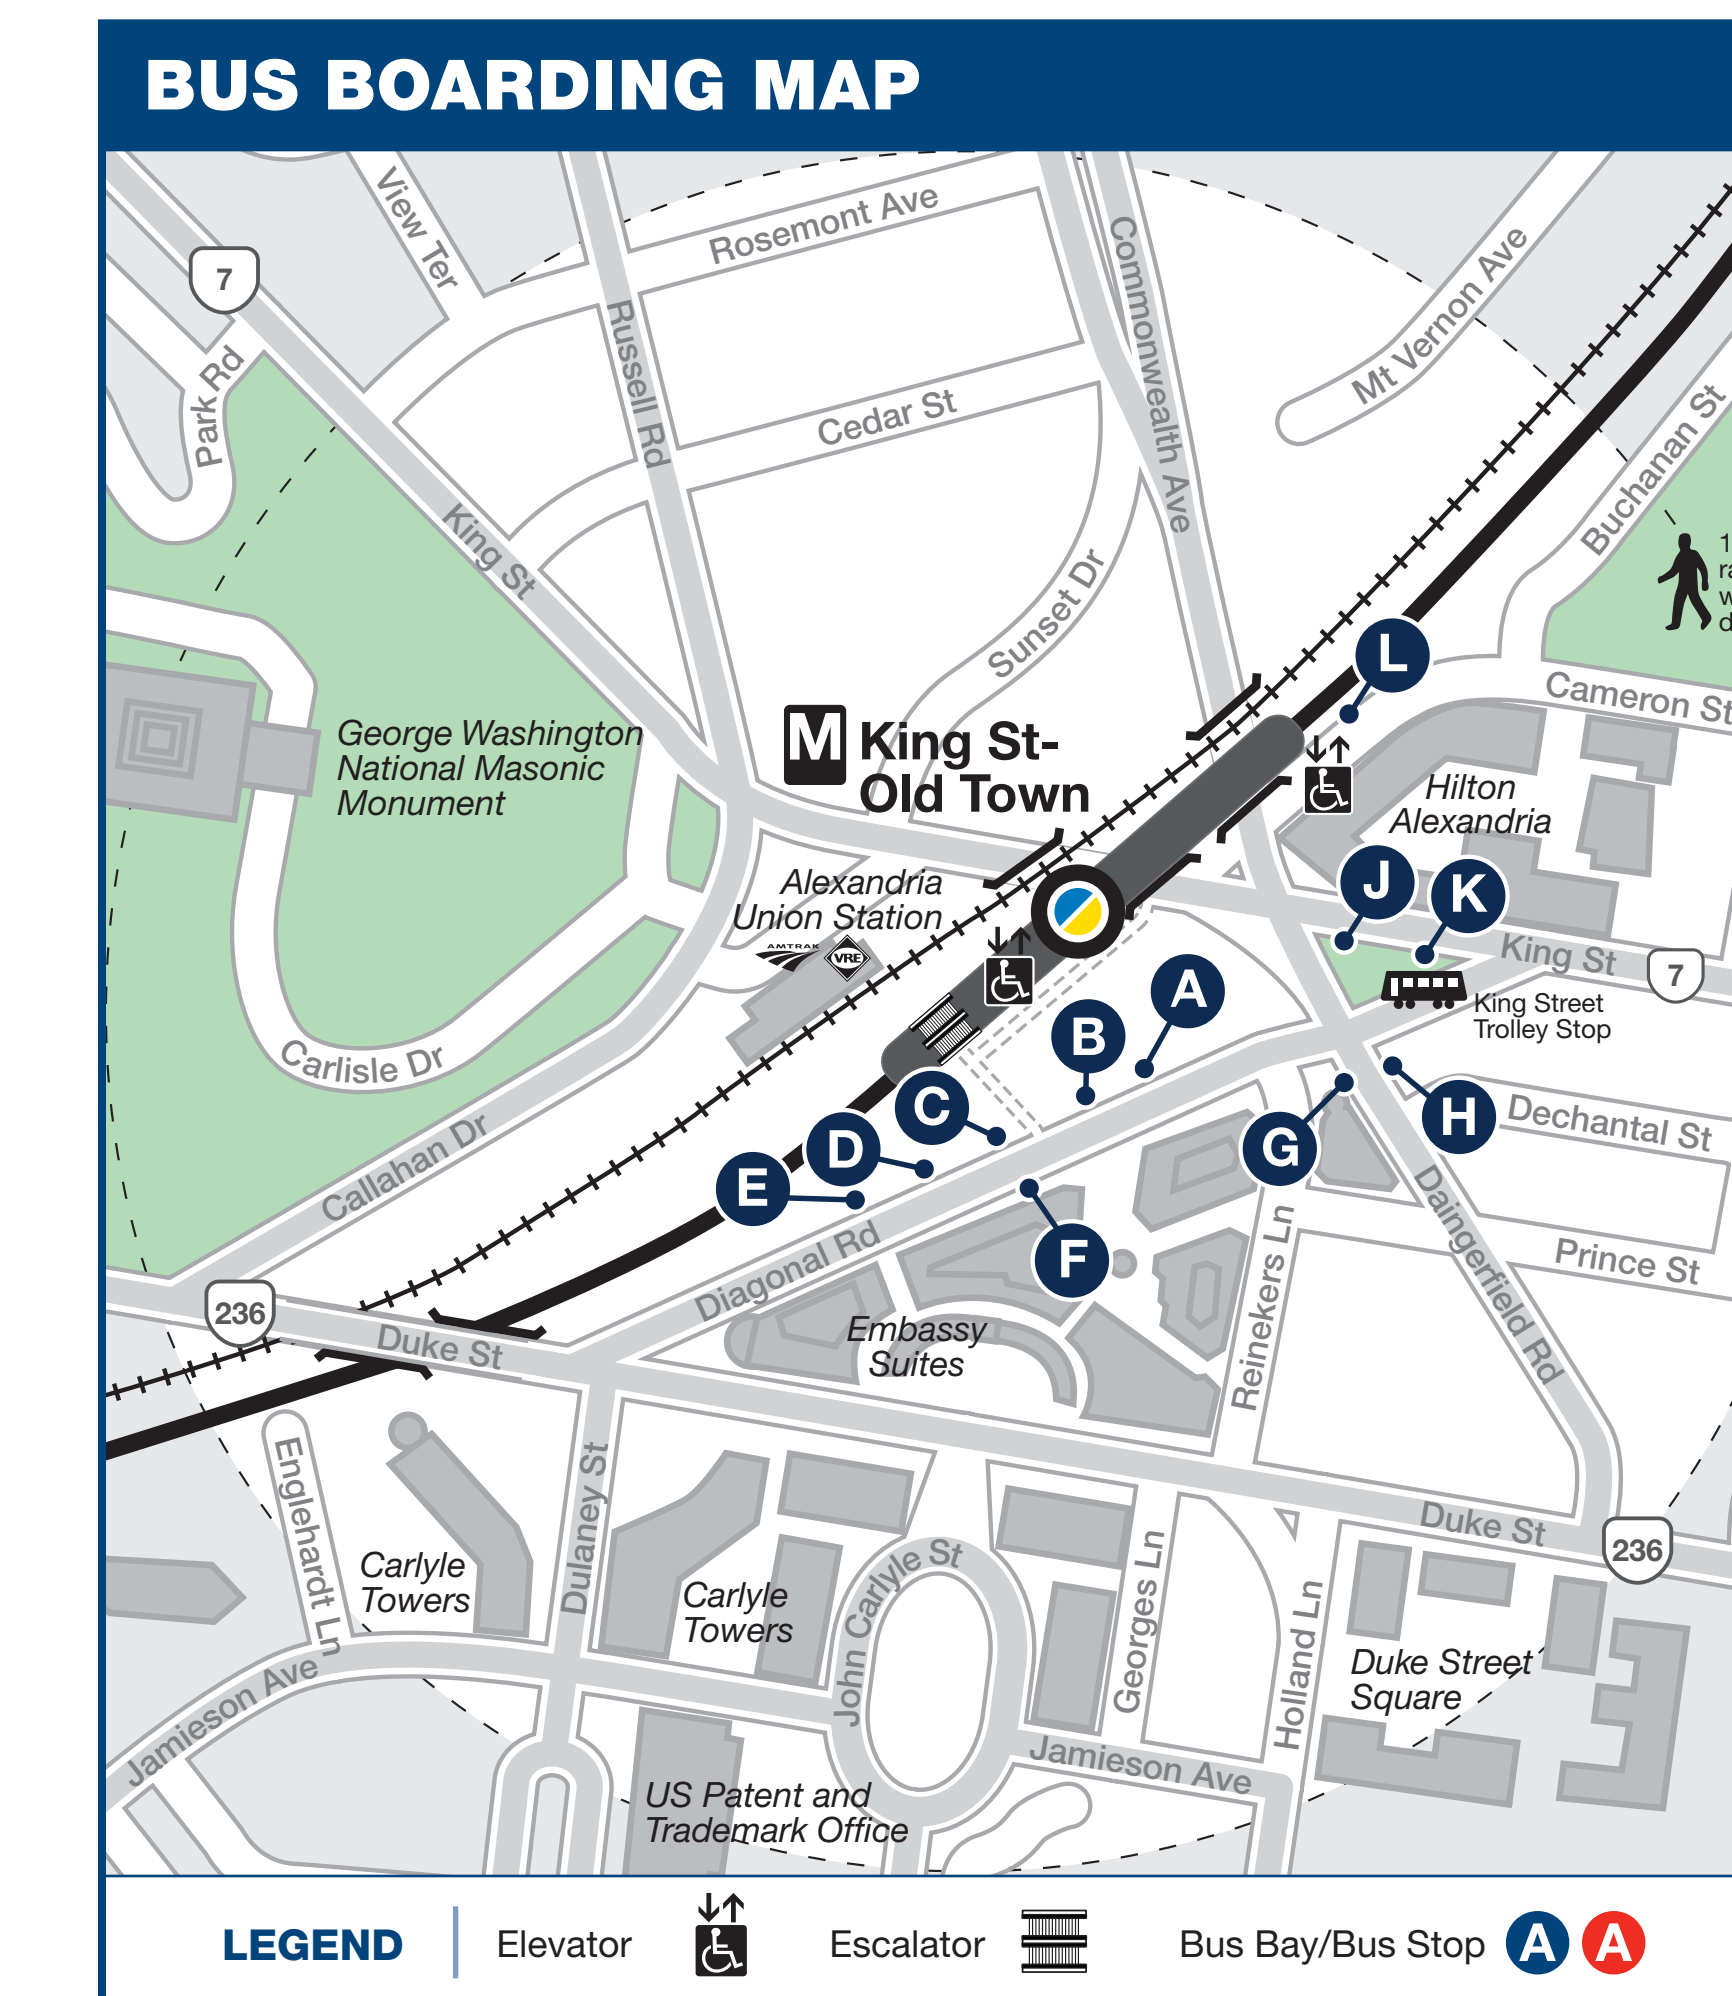 BUS BOARDING MAP
View Ter
Rosemont Ave
Commonwealth Ave
Mt Vernon Ave
7
Park Rd
Russell Rd
Cedar St
Buchanan St
King St
Sunset Dr
1
ra
w
d
L
Cameron St
George Washington
National Masonic
Monument
M
King St-
Old Town
Hilton
Alexandria
Alexandria
Union Station
AMTRAK
VRE
J
K
King St
7
King Street
Trolley Stop
A
B
C
D
E
F
G
H
Carlisle Dr
Callahan Dr
Dechantal St
Daingerfield Rd
Prince St
Reinekers Ln
Diagonal Rd
236
Duke St
Embassy
Suites
Englehardt Ln
Dulaney St
Carlyle
Towers
Carlyle
Towers
John Carlyle St
Georges Ln
Holland Ln
Duke St
236
Duke Street
Square
Jamieson Ave
Jamieson Ave
US Patent and
Trademark Office
LEGEND
Elevator
Escalator
Bus Bay/Bus Stop
A
A